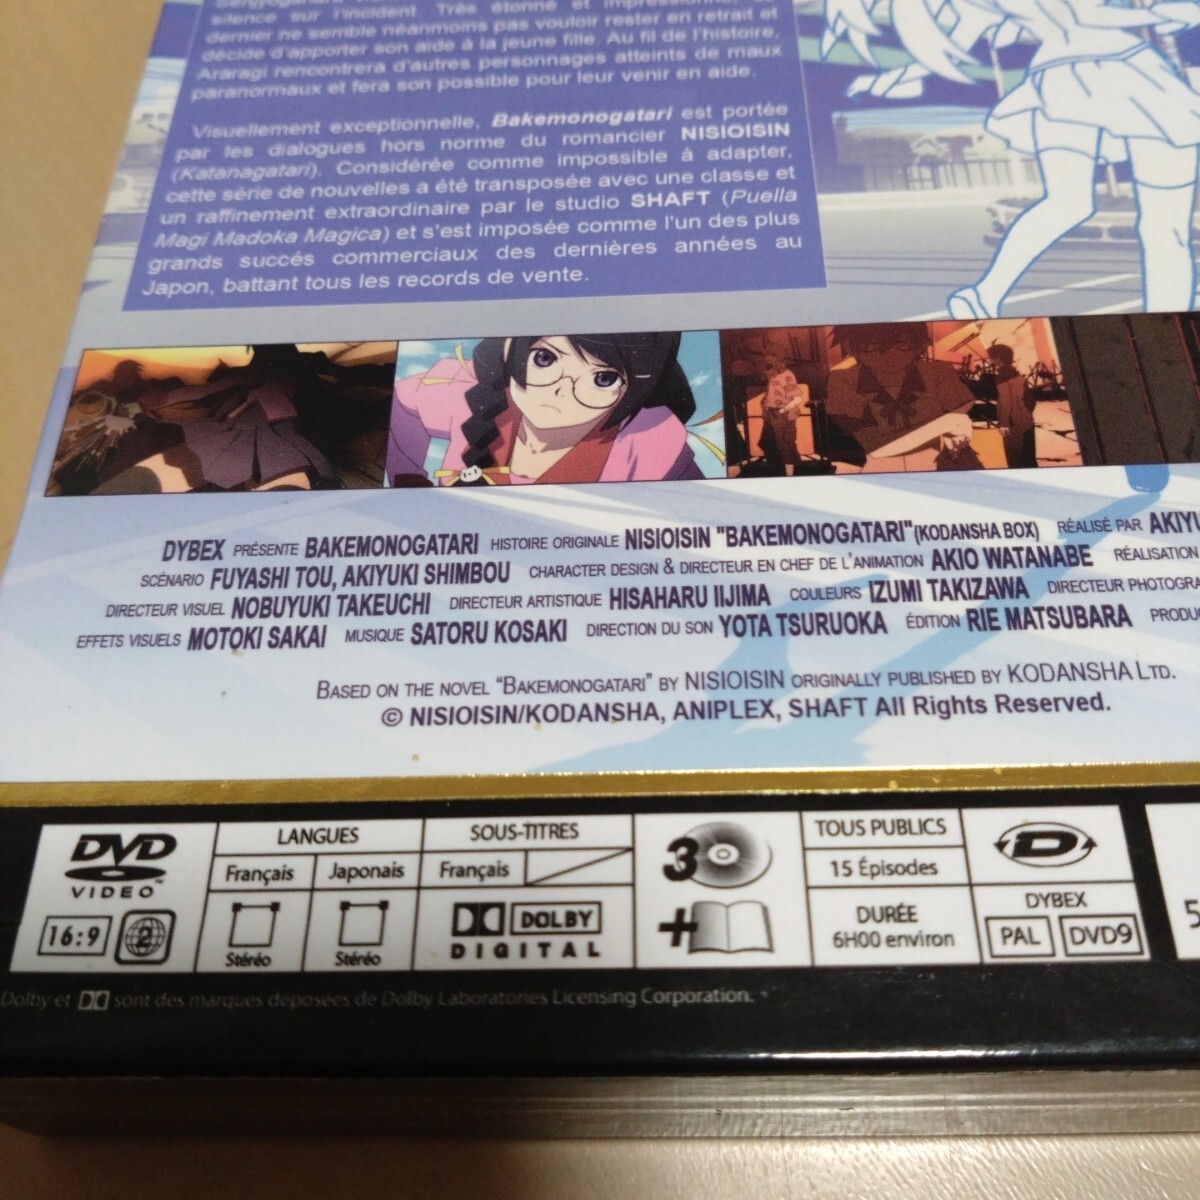 silence sur l'incident. Très étonné et impressionné, ce
dernier ne semble néanmoins pas vouloir rester en retrait et
décide d'apporter son aide à la jeune fille. Au fil de l'histoire,
Araragi rencontrera d'autres personnages atteints de maux
paranormaux et fera son possible pour leur venir en aide.
Visuellement exceptionnelle, Bakemonogatari est portée
par les dialogues hors norme du romancier NISIOISIN
(Katanagatari). Considérée comme impossible à adapter,
cette série de nouvelles a été transposée avec une classe et
un raffinement extraordinaire par le studio SHAFT (Puella
Magi Madoka Magica) et s'est imposée comme l'un des plus
grands succés commerciaux des dernières années au
Japon, battant tous les records de vente.
DYBEX PRÉSENTE BAKEMONOGATARI HISTOIRE ORIGINALE NISIOISIN "BAKEMONOGATARI" (KODANSHA BOX) RÉALISÉ PAR
SCÉNARIO FUYASHI TOU, AKIYUKI SHIMBOU CHARACTER DESIGN & DIRECTEUR EN CHEF DE L'ANIMATION AKIO WATANABE RÉALISATION
DIRECTEUR VISUEL NOBUYUKI TAKEUCHI DIRECTEUR ARTISTIQUE HISAHARU IIJIMA COULEURS IZUMI TAKIZAWA DIRECTEUR
EFFETS VISUELS MOTOKI SAKAI MUSIQUE SATORU KOSAKI DIRECTION DU SON YOTA TSURUOKA ÉDITION RIE MATSUBARA
BASED ON THE NOVEL "BAKEMONOGATARI" BY NISIOISIN ORIGINALLY PUBLISHED BY KODANSHA LTD.
© NISIOISIN/KODANSHA, ANIPLEX, SHAFT All Rights Reserved.
DVD VIDEO
16:9 2
LANGUES
Français Japonais
Stéréo Stéréo
SOUS-TITRES
Français
DOLBY DIGITAL
3
+
TOUS PUBLICS
15 Épisodes
DURÉE
6H00 environ
D
DYBEX
PAL DVD9
5
Dolby et sont des marques déposées de Dolby Laboratories Licensing Corporation.